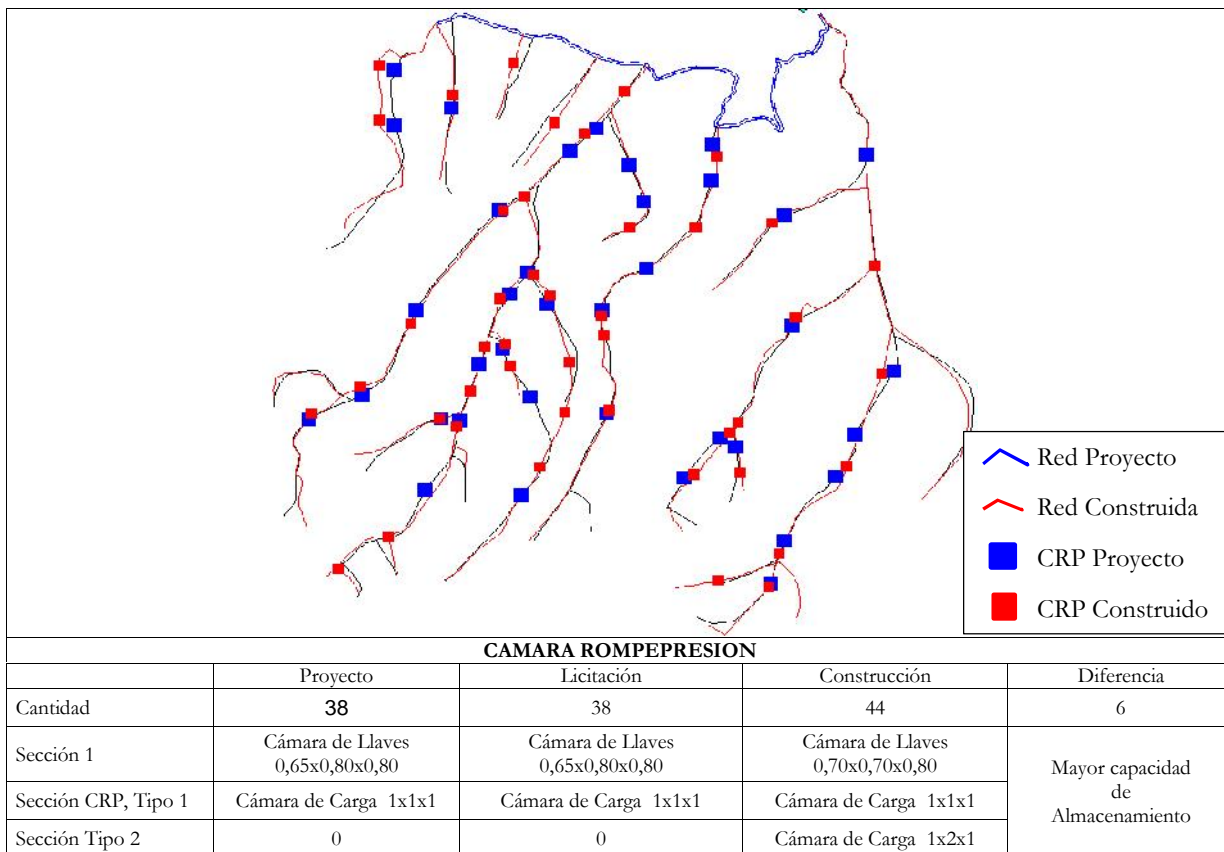 Red Proyecto
Red Construida
CRP Proyecto
CRP Construido
CAMARA ROMPEPRESION
Proyecto Licitación Construcción Diferencia
Cantidad 38 38 44 6
Sección 1 Cámara de Llaves 0,65x0,80x0,80 Cámara de Llaves 0,65x0,80x0,80 Cámara de Llaves 0,70x0,70x0,80 Mayor capacidad de Almacenamiento
Sección CRP, Tipo 1 Cámara de Carga 1x1x1 Cámara de Carga 1x1x1 Cámara de Carga 1x1x1
Sección Tipo 2 0 0 Cámara de Carga 1x2x1